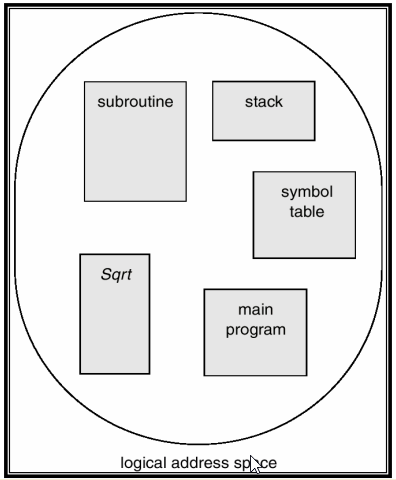 subroutine
stack
symbol
table
Sqrt
main
program
logical address space